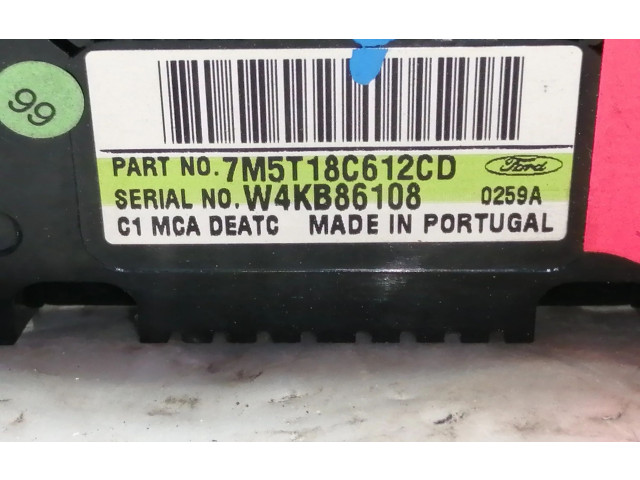 99
PART NO. 7M5T18C612CD Ford
SERIAL NO. W4KB86108 0259A
C1 MCA DEATC MADE IN PORTUGAL